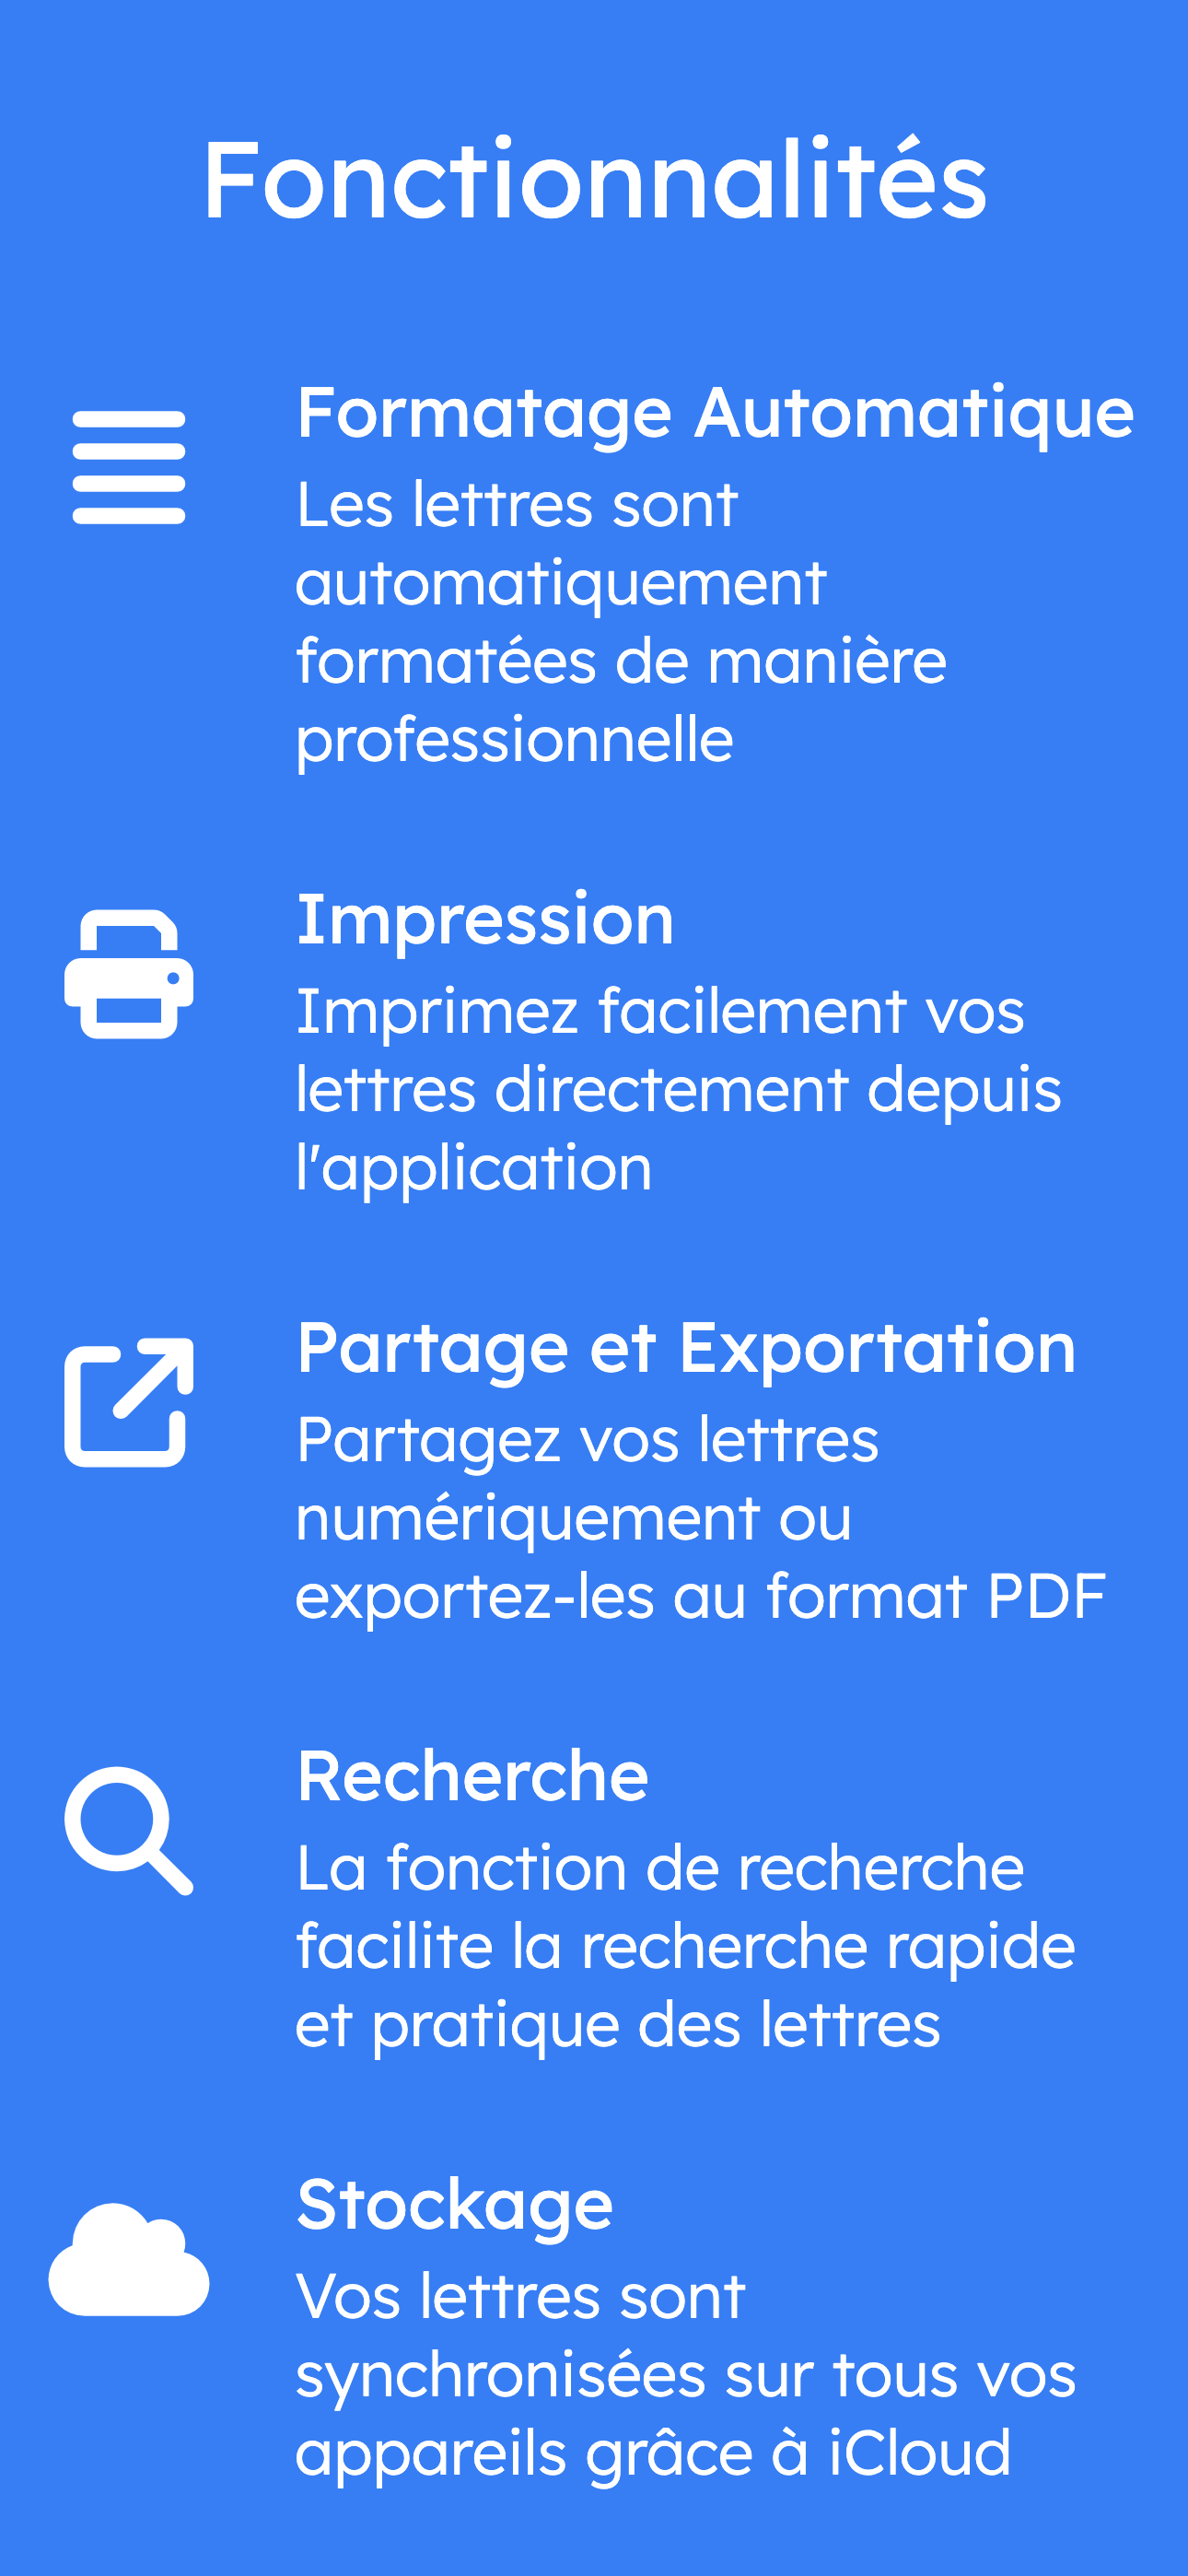 Fonctionnalités
Formatage Automatique
Les lettres sont
automatiquement
formatées de manière
professionnelle
Impression
Imprimez facilement vos
lettres directement depuis
l'application
Partage et Exportation
Partagez vos lettres
numériquement ou
exportez-les au format PDF
Recherche
La fonction de recherche
facilite la recherche rapide
et pratique des lettres
Stockage
Vos lettres sont
synchronisées sur tous vos
appareils grâce à iCloud